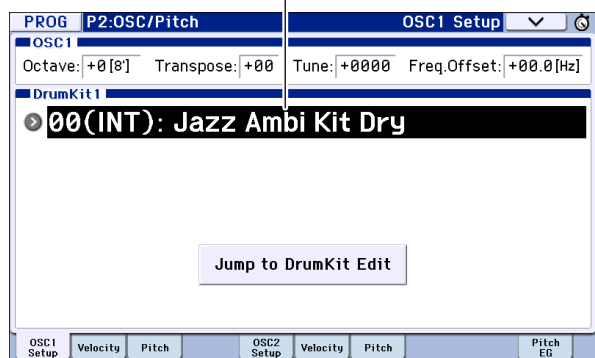 PROG P2:OSC/Pitch OSC1 Setup
OSC1
Octave: +0[8'] Transpose: +00 Tune: +0000 Freq.Offset: +00.0[Hz]
DrumKit1
00(INT): Jazz Ambi Kit Dry
Jump to DrumKit Edit
OSC1 Setup Velocity Pitch OSC2 Setup Velocity Pitch Pitch EG